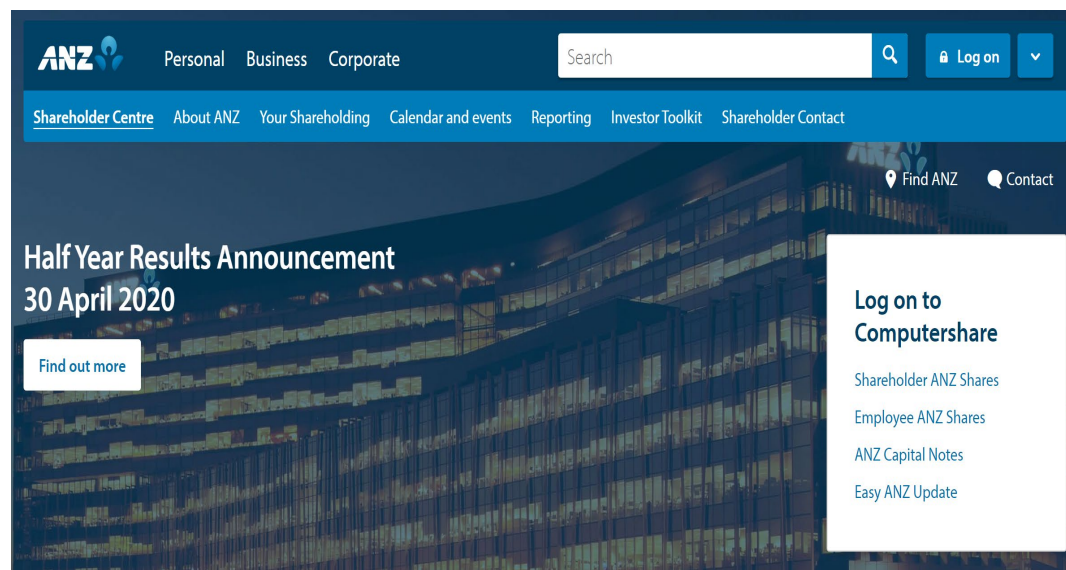 ANZ Personal Business Corporate Search Log on
Shareholder Centre About ANZ Your Shareholding Calendar and events Reporting Investor Toolkit Shareholder Contact
ANZ
Find ANZ Contact
Half Year Results Announcement
30 April 2020
Find out more
Log on to
Computershare
Shareholder ANZ Shares
Employee ANZ Shares
ANZ Capital Notes
Easy ANZ Update